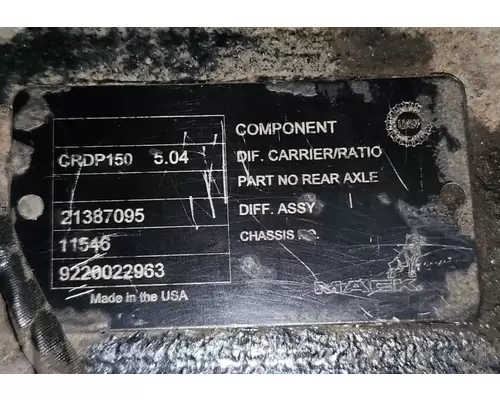 COMPONENT
CRDP150 5.04 DIF. CARRIER/RATIO
PART NO REAR AXLE
21387095 DIFF. ASSY
11546 CHASSIS NO.
9220022963
Made in the USA
MACK